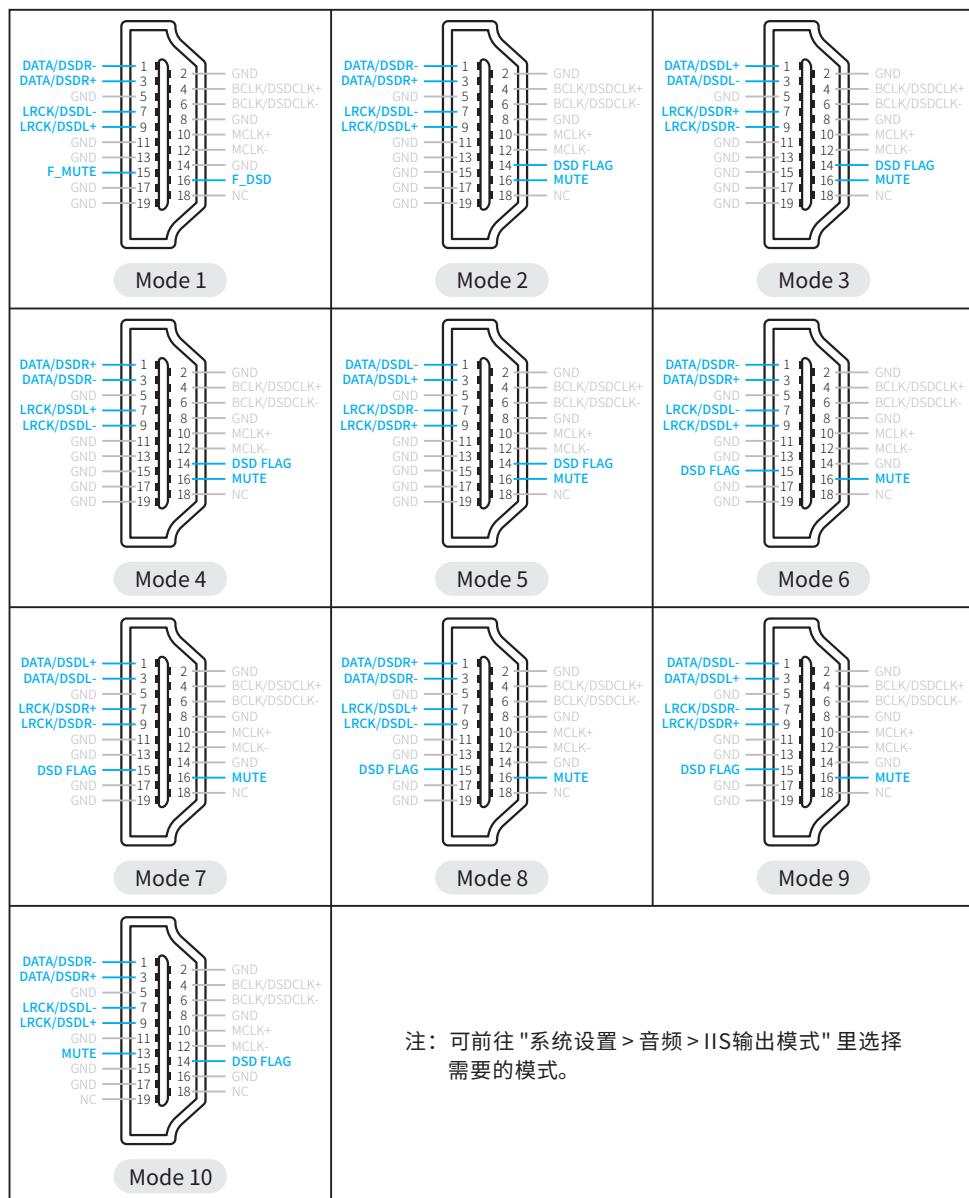 DATA/DSDR- 1
2 GND
DATA/DSDR+ 3
4 BCLK/DSDCLK+
GND 5
6 BCLK/DSDCLK-
LRCK/DSDL- 7
8 GND
LRCK/DSDL+ 9
10 MCLK+
GND 11
12 MCLK-
GND 13
14 GND
F_MUTE 15
16 F_DSD
GND 17
18 NC
GND 19
Mode 1
DATA/DSDR- 1
2 GND
DATA/DSDR+ 3
4 BCLK/DSDCLK+
GND 5
6 BCLK/DSDCLK-
LRCK/DSDL- 7
8 GND
LRCK/DSDL+ 9
10 MCLK+
GND 11
12 MCLK-
GND 13
14 DSD FLAG
GND 15
16 MUTE
GND 17
18 NC
GND 19
Mode 2
DATA/DSDL+ 1
2 GND
DATA/DSDL- 3
4 BCLK/DSDCLK+
GND 5
6 BCLK/DSDCLK-
LRCK/DSDR+ 7
8 GND
LRCK/DSDR- 9
10 MCLK+
GND 11
12 MCLK-
GND 13
14 DSD FLAG
GND 15
16 MUTE
GND 17
18 NC
GND 19
Mode 3
DATA/DSDR+ 1
2 GND
DATA/DSDR- 3
4 BCLK/DSDCLK+
GND 5
6 BCLK/DSDCLK-
LRCK/DSDL+ 7
8 GND
LRCK/DSDL- 9
10 MCLK+
GND 11
12 MCLK-
GND 13
14 DSD FLAG
GND 15
16 MUTE
GND 17
18 NC
GND 19
Mode 4
DATA/DSDL- 1
2 GND
DATA/DSDL+ 3
4 BCLK/DSDCLK+
GND 5
6 BCLK/DSDCLK-
LRCK/DSDR- 7
8 GND
LRCK/DSDR+ 9
10 MCLK+
GND 11
12 MCLK-
GND 13
14 DSD FLAG
GND 15
16 MUTE
GND 17
18 NC
GND 19
Mode 5
DATA/DSDR- 1
2 GND
DATA/DSDR+ 3
4 BCLK/DSDCLK+
GND 5
6 BCLK/DSDCLK-
LRCK/DSDL- 7
8 GND
LRCK/DSDL+ 9
10 MCLK+
GND 11
12 MCLK-
GND 13
14 GND
DSD FLAG 15
16 MUTE
GND 17
18 NC
GND 19
Mode 6
DATA/DSDL+ 1
2 GND
DATA/DSDL- 3
4 BCLK/DSDCLK+
GND 5
6 BCLK/DSDCLK-
LRCK/DSDR+ 7
8 GND
LRCK/DSDR- 9
10 MCLK+
GND 11
12 MCLK-
GND 13
14 GND
DSD FLAG 15
16 MUTE
GND 17
18 NC
GND 19
Mode 7
DATA/DSDR+ 1
2 GND
DATA/DSDR- 3
4 BCLK/DSDCLK+
GND 5
6 BCLK/DSDCLK-
LRCK/DSDL+ 7
8 GND
LRCK/DSDL- 9
10 MCLK+
GND 11
12 MCLK-
GND 13
14 GND
DSD FLAG 15
16 MUTE
GND 17
18 NC
GND 19
Mode 8
DATA/DSDL- 1
2 GND
DATA/DSDL+ 3
4 BCLK/DSDCLK+
GND 5
6 BCLK/DSDCLK-
LRCK/DSDR- 7
8 GND
LRCK/DSDR+ 9
10 MCLK+
GND 11
12 MCLK-
GND 13
14 GND
DSD FLAG 15
16 MUTE
GND 17
18 NC
GND 19
Mode 9
DATA/DSDR- 1
2 GND
DATA/DSDR+ 3
4 BCLK/DSDCLK+
GND 5
6 BCLK/DSDCLK-
LRCK/DSDL- 7
8 GND
LRCK/DSDL+ 9
10 MCLK+
GND 11
12 MCLK-
MUTE 13
14 DSD FLAG
GND 15
16 GND
GND 17
18 NC
NC 19
Mode 10
注：可前往 "系统设置 > 音频 > IIS输出模式" 里选择
需要的模式。